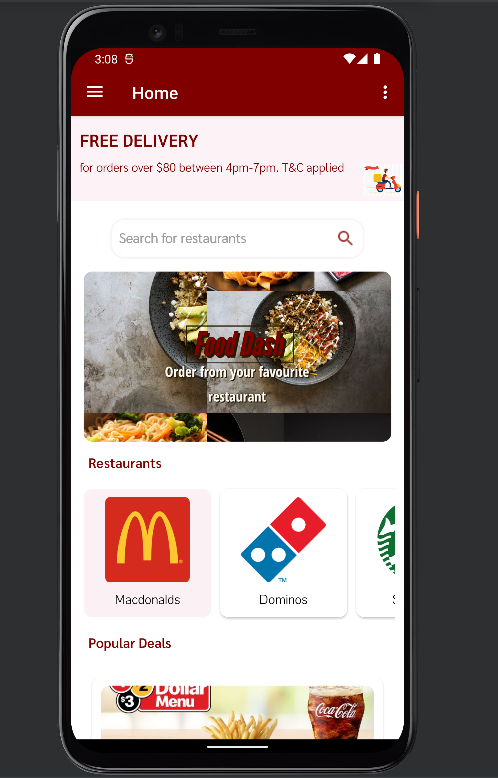 3:08
Home
FREE DELIVERY
for orders over $80 between 4pm-7pm. T&C applied
Search for restaurants
Food Dash
Order from your favourite
restaurant
Restaurants
TM
Macdonalds
Dominos
Popular Deals
$3 2 Dollar
Menu
Coca-Cola